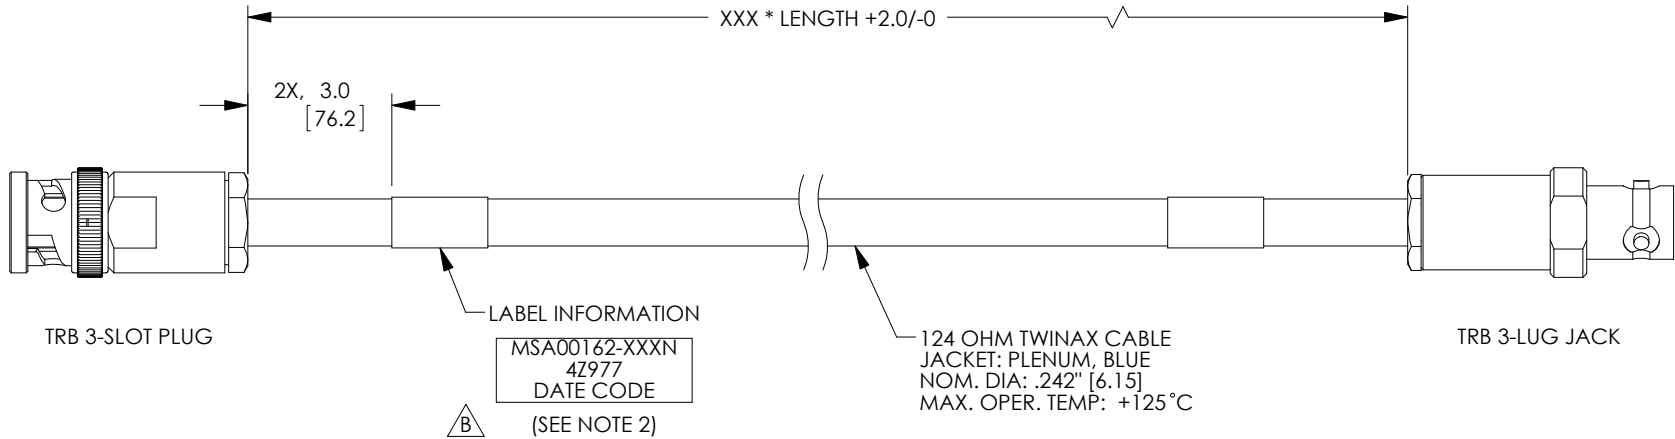 XXX * LENGTH +2.0/-0
2X, 3.0
[76.2]
LABEL INFORMATION
TRB 3-SLOT PLUG
MSA00162-XXXN
4Z977
DATE CODE
B
(SEE NOTE 2)
124 OHM TWINAX CABLE
JACKET: PLENUM, BLUE
NOM. DIA: .242" [6.15]
MAX. OPER. TEMP: +125°C
TRB 3-LUG JACK